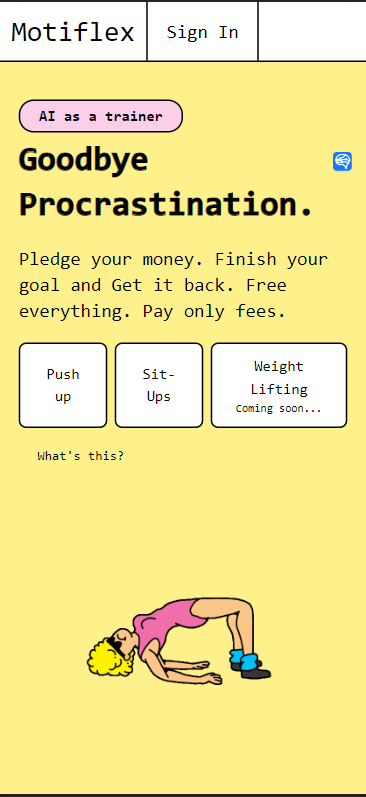 Motiflex
Sign In
AI as a trainer
Goodbye
Procrastination.
Pledge your money. Finish your
goal and Get it back. Free
everything. Pay only fees.
Push
up
Sit-
Ups
Weight
Lifting
Coming soon...
What's this?